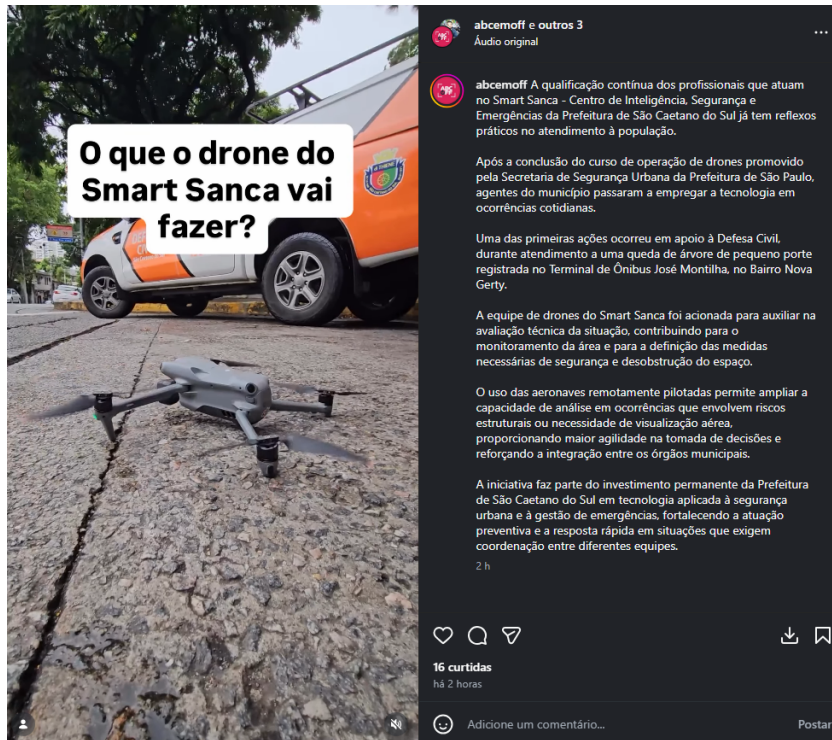 O que o drone do
Smart Sanca vai
fazer?
abcemoff e outros 3
Áudio original
abcemoff A qualificação contínua dos profissionais que atuam
no Smart Sanca - Centro de Inteligência, Segurança e
Emergências da Prefeitura de São Caetano do Sul já tem reflexos
práticos no atendimento à população.
Após a conclusão do curso de operação de drones promovido
pela Secretaria de Segurança Urbana da Prefeitura de São Paulo,
agentes do município passaram a empregar a tecnologia em
ocorrências cotidianas.
Uma das primeiras ações ocorreu em apoio à Defesa Civil,
durante atendimento a uma queda de árvore de pequeno porte
registrada no Terminal de Ônibus José Montilha, no Bairro Nova
Gerty.
A equipe de drones do Smart Sanca foi acionada para auxiliar na
avaliação técnica da situação, contribuindo para o
monitoramento da área e para a definição das medidas
necessárias de segurança e desobstrução do espaço.
O uso das aeronaves remotamente pilotadas permite ampliar a
capacidade de análise em ocorrências que envolvem riscos
estruturais ou necessidade de visualização aérea,
proporcionando maior agilidade na tomada de decisões e
reforçando a integração entre os órgãos municipais.
A iniciativa faz parte do investimento permanente da Prefeitura
de São Caetano do Sul em tecnologia aplicada à segurança
urbana e à gestão de emergências, fortalecendo a atuação
preventiva e a resposta rápida em situações que exigem
coordenação entre diferentes equipes.
2 h
16 curtidas
há 2 horas
Adicione um comentário...
Postar